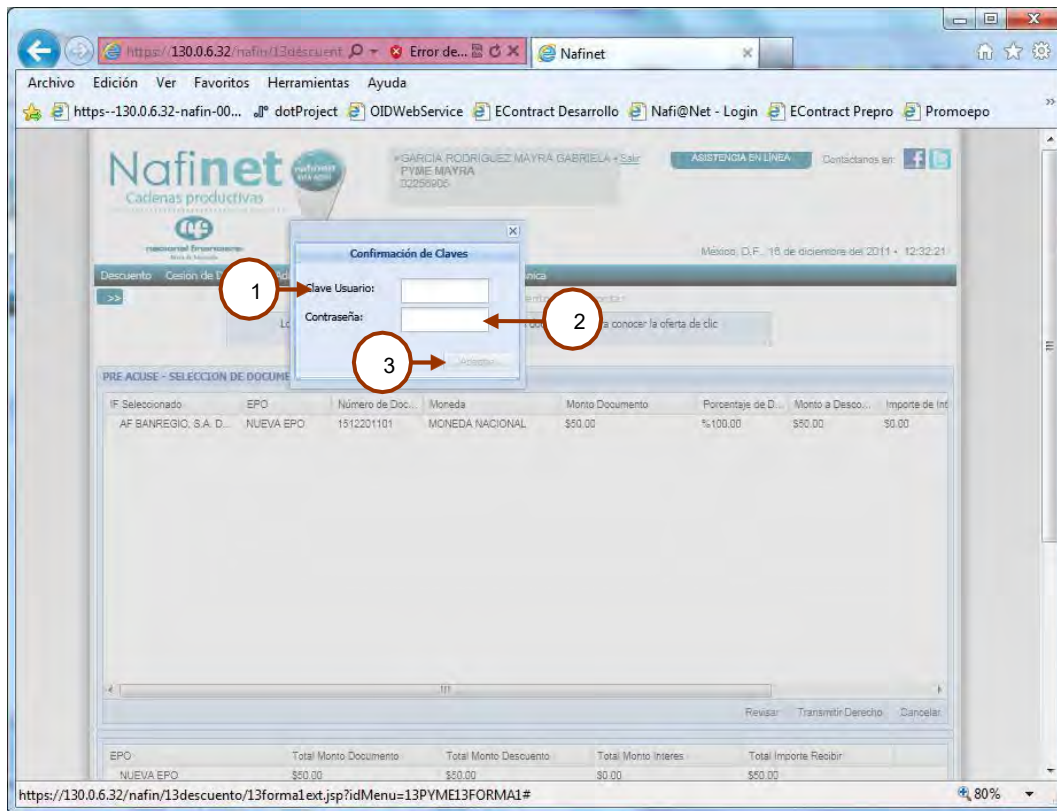 https://130.0.6.32/nafin/13descuent
Error de...
Nafinet
Archivo Edición Ver Favoritos Herramientas Ayuda
https--130.0.6.32-nafin-00... dotProject OIDWebService EContract Desarrollo Nafi@Net - Login EContract Prepro Promoepo
Nafinet
Cadenas productivas
nacional financiera
GARCIA RODRIGUEZ MAYRA GABRIELA • Salir
PYME MAYRA
ASISTENCIA EN LÍNEA
Contáctanos en:
México, D.F., 16 de diciembre del 2011 • 12:32:21
Descuento Cesión de
>>
Confirmación de Claves
1
Clave Usuario:
Contraseña:
2
3
Aceptar
a conocer la oferta de clic
PRE ACUSE - SELECCION DE DOCUME
IF Seleccionado EPO Número de Doc... Moneda Monto Documento Porcentaje de D... Monto a Desco... Importe de Int
AF BANREGIO, S.A. D... NUEVA EPO 1512201101 MONEDA NACIONAL $50.00 %100.00 $50.00 $0.00
Revisar Transmitir Derecho Cancelar
EPO Total Monto Documento Total Monto Descuento Total Monto Interes Total Importe Recibir
NUEVA EPO $50.00 $50.00 $0.00 $50.00
https://130.0.6.32/nafin/13descuento/13forma1ext.jsp?idMenu=13PYME13FORMA1#
80%